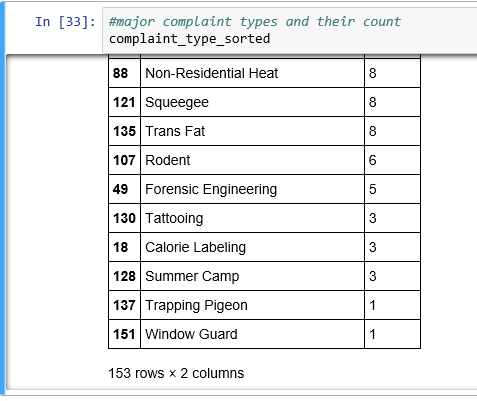 In [33]: #major complaint types and their count
complaint_type_sorted
88 Non-Residential Heat 8
121 Squeegee 8
135 Trans Fat 8
107 Rodent 6
49 Forensic Engineering 5
130 Tattooing 3
18 Calorie Labeling 3
128 Summer Camp 3
137 Trapping Pigeon 1
151 Window Guard 1
153 rows × 2 columns